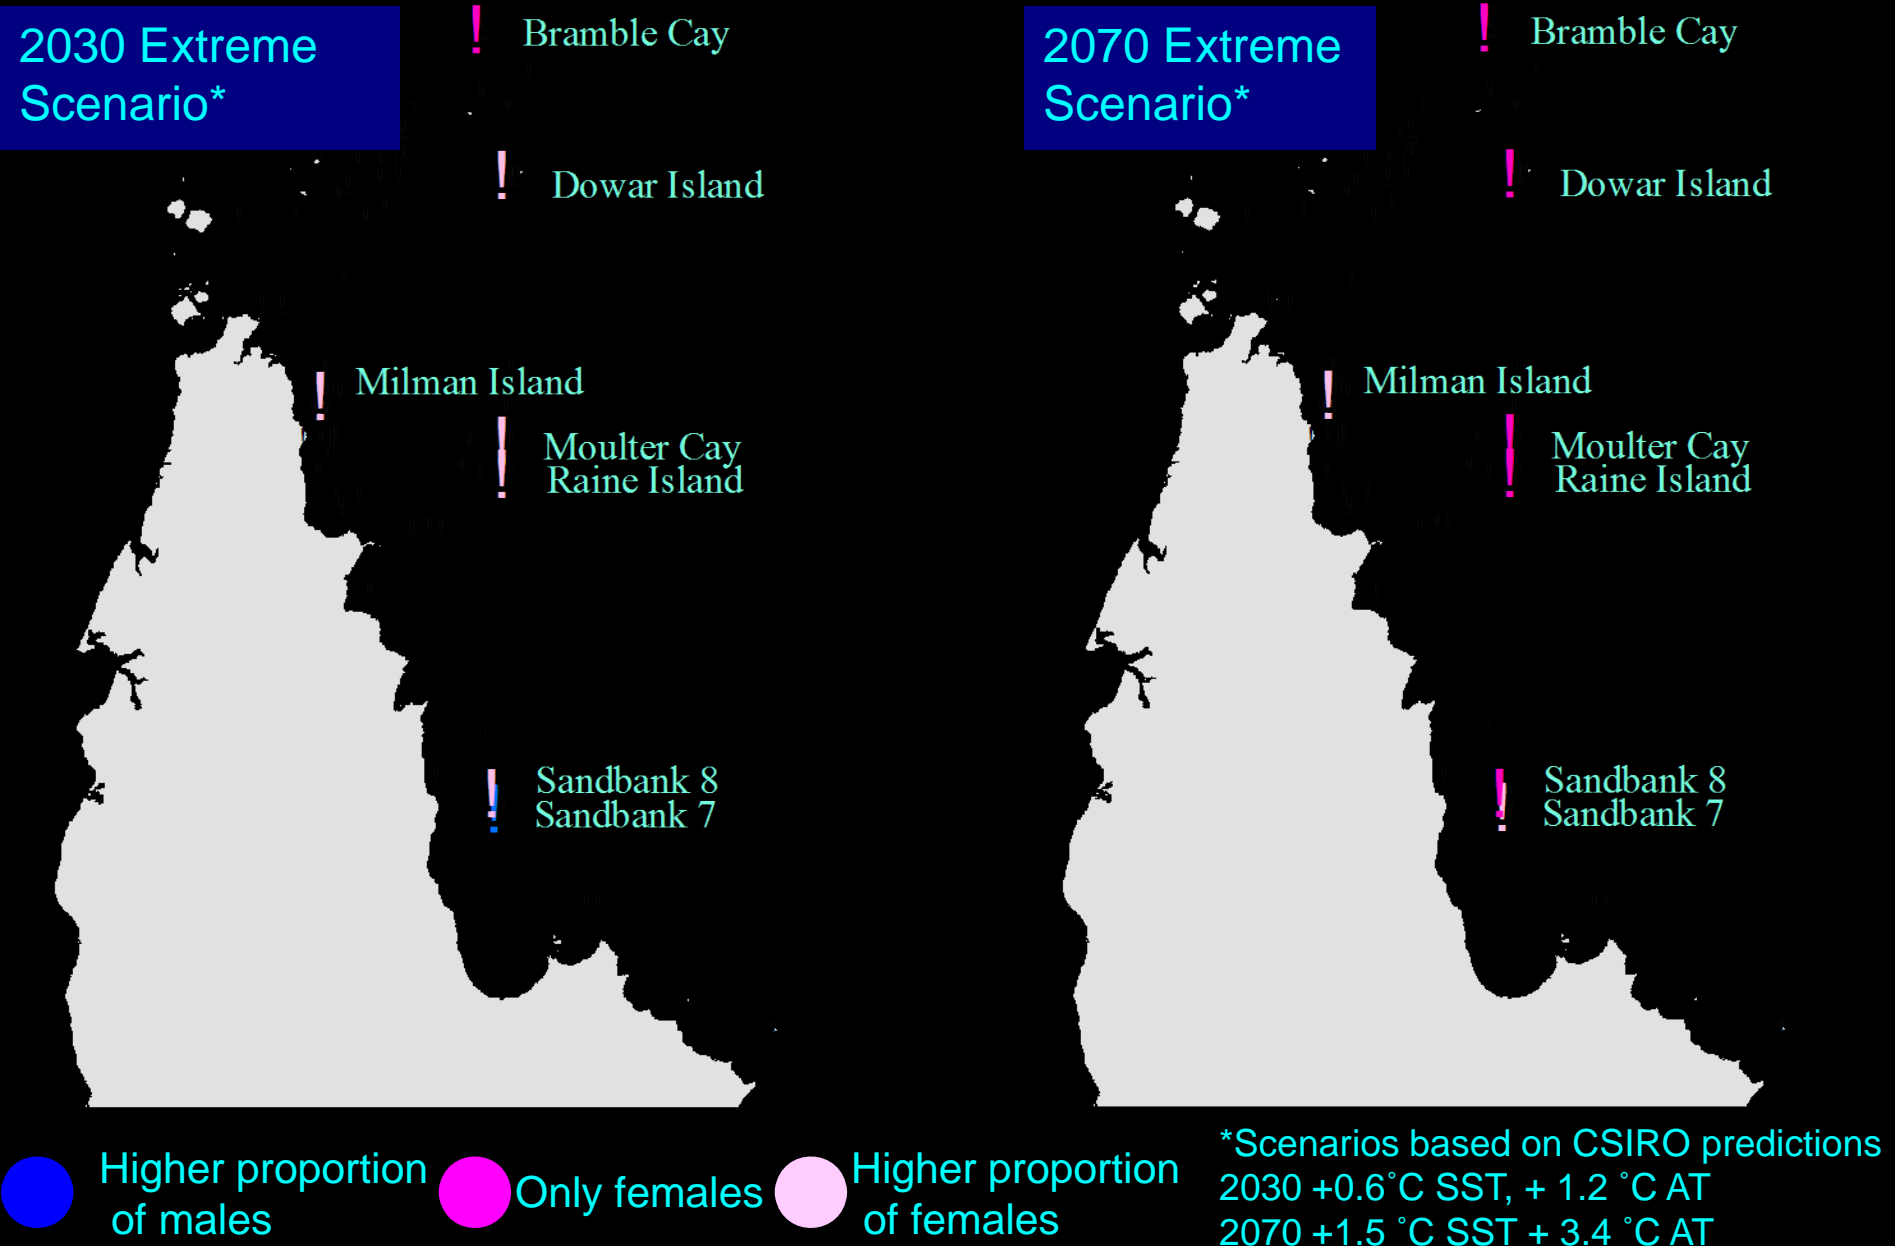 2030 Extreme
Scenario*
! Bramble Cay
! Dowar Island
! Milman Island
! Moulter Cay
! Raine Island
! Sandbank 8
! Sandbank 7
2070 Extreme
Scenario*
! Bramble Cay
! Dowar Island
! Milman Island
! Moulter Cay
! Raine Island
! Sandbank 8
! Sandbank 7
Higher proportion
of males
Only females
Higher proportion
of females
*Scenarios based on CSIRO predictions
2030 +0.6˚C SST, + 1.2 ˚C AT
2070 +1.5 ˚C SST + 3.4 ˚C AT